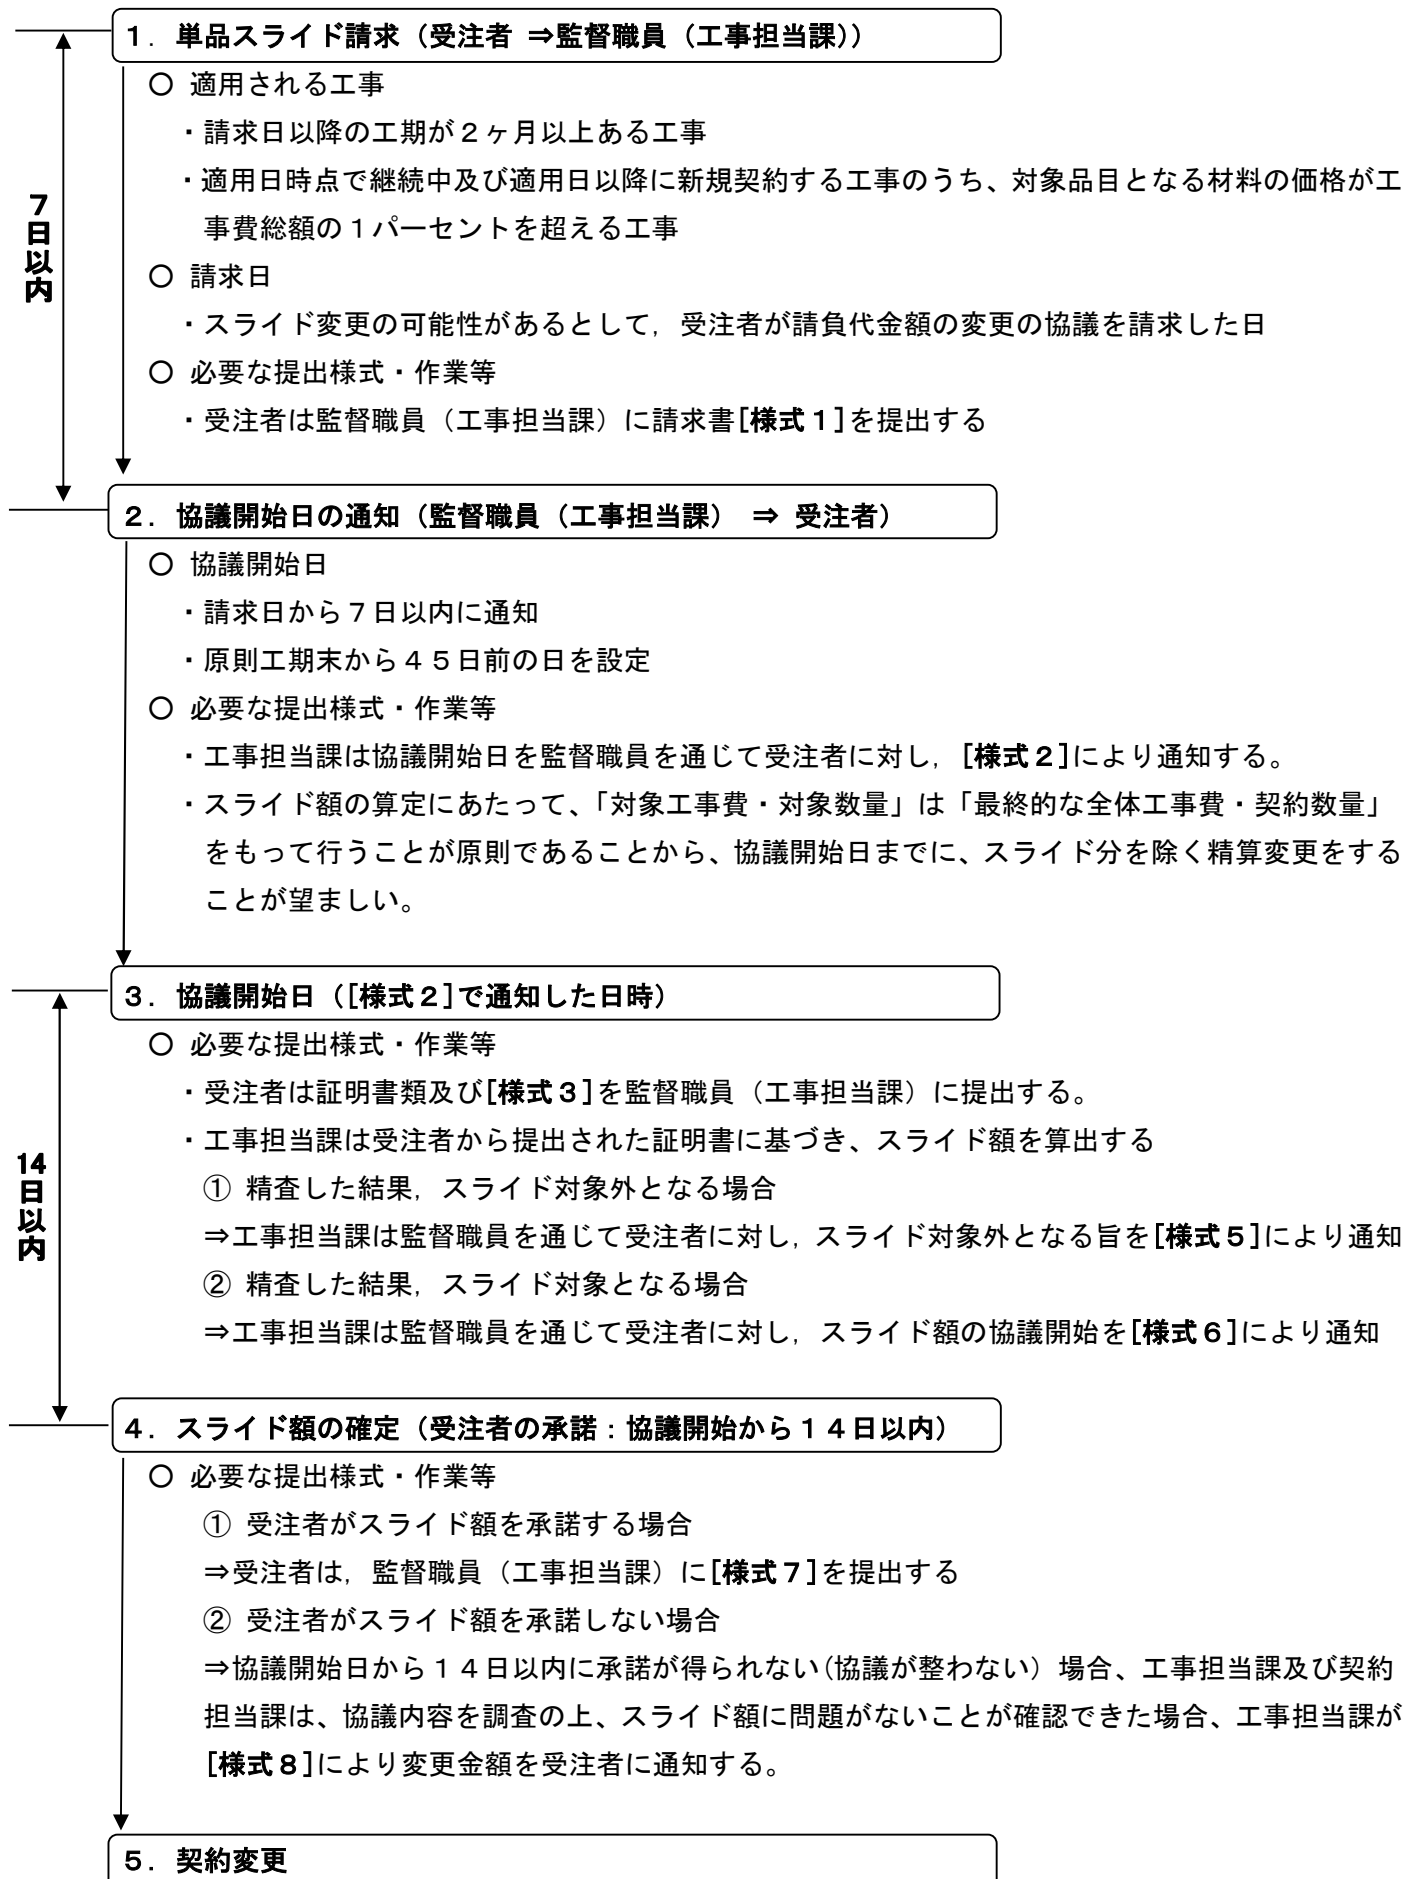 １．単品スライド請求（受注者 ⇒監督職員（工事担当課））
○ 適用される工事
・請求日以降の工期が２ヶ月以上ある工事
・適用日時点で継続中及び適用日以降に新規契約する工事のうち、対象品目となる材料の価格が工
事費総額の１パーセントを超える工事
○ 請求日
・スライド変更の可能性があるとして，受注者が請負代金額の変更の協議を請求した日
○ 必要な提出様式・作業等
・受注者は監督職員（工事担当課）に請求書[様式１]を提出する
7日以内
２．協議開始日の通知（監督職員（工事担当課） ⇒ 受注者）
○ 協議開始日
・請求日から７日以内に通知
・原則工期末から４５日前の日を設定
○ 必要な提出様式・作業等
・工事担当課は協議開始日を監督職員を通じて受注者に対し，[様式２]により通知する。
・スライド額の算定にあたって、「対象工事費・対象数量」は「最終的な全体工事費・契約数量」
をもって行うことが原則であることから、協議開始日までに、スライド分を除く精算変更をする
ことが望ましい。
３．協議開始日（[様式２]で通知した日時）
○ 必要な提出様式・作業等
・受注者は証明書類及び[様式３]を監督職員（工事担当課）に提出する。
・工事担当課は受注者から提出された証明書に基づき、スライド額を算出する
① 精査した結果，スライド対象外となる場合
⇒工事担当課は監督職員を通じて受注者に対し，スライド対象外となる旨を[様式５]により通知
② 精査した結果，スライド対象となる場合
⇒工事担当課は監督職員を通じて受注者に対し，スライド額の協議開始を[様式６]により通知
14日以内
４．スライド額の確定（受注者の承諾：協議開始から１４日以内）
○ 必要な提出様式・作業等
① 受注者がスライド額を承諾する場合
⇒受注者は，監督職員（工事担当課）に[様式７]を提出する
② 受注者がスライド額を承諾しない場合
⇒協議開始日から１４日以内に承諾が得られない(協議が整わない）場合、工事担当課及び契約
担当課は、協議内容を調査の上、スライド額に問題がないことが確認できた場合、工事担当課が
[様式８]により変更金額を受注者に通知する。
５．契約変更